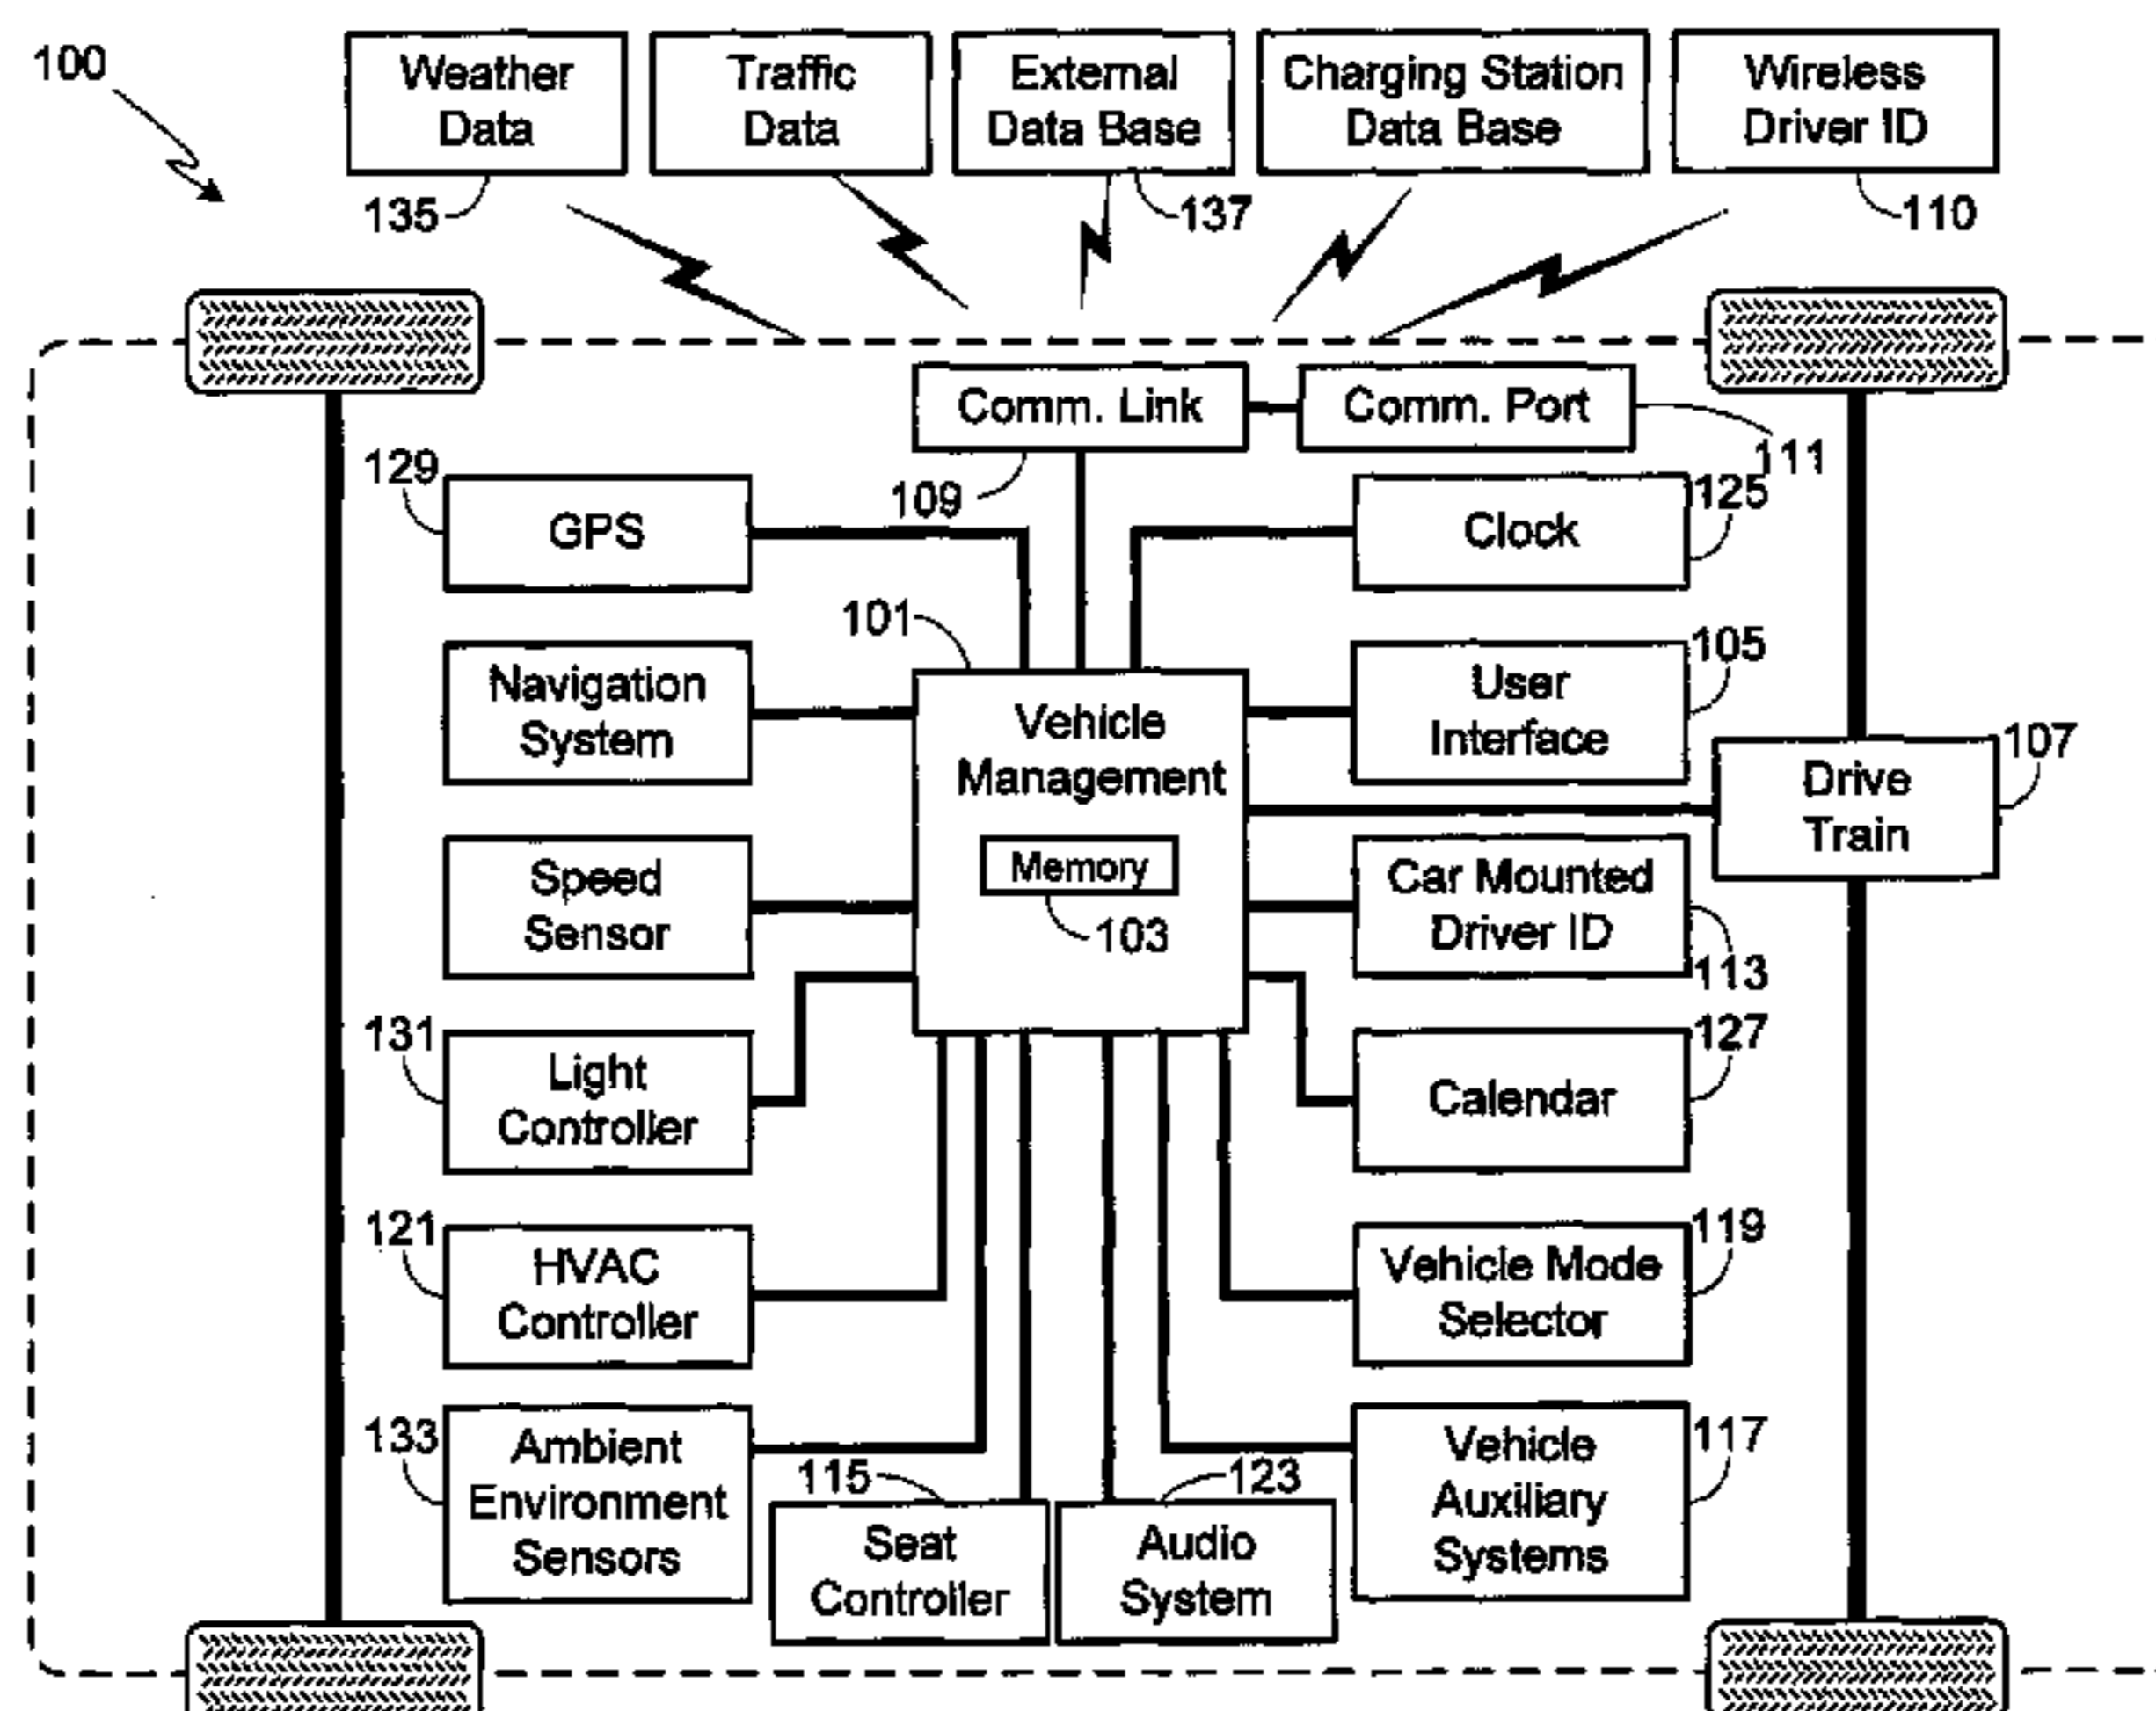 100
Weather
Data
135
Traffic
Data
External
Data Base
137
Charging Station
Data Base
Wireless
Driver ID
110
Comm. Link
109
Comm. Port
111
129
GPS
125
Clock
101
Navigation
System
Vehicle
Management
Memory
103
105
User
Interface
107
Drive
Train
Speed
Sensor
Car Mounted
Driver ID
113
131
Light
Controller
127
Calendar
121
HVAC
Controller
119
Vehicle Mode
Selector
133
Ambient
Environment
Sensors
115
Seat
Controller
123
Audio
System
117
Vehicle
Auxiliary
Systems